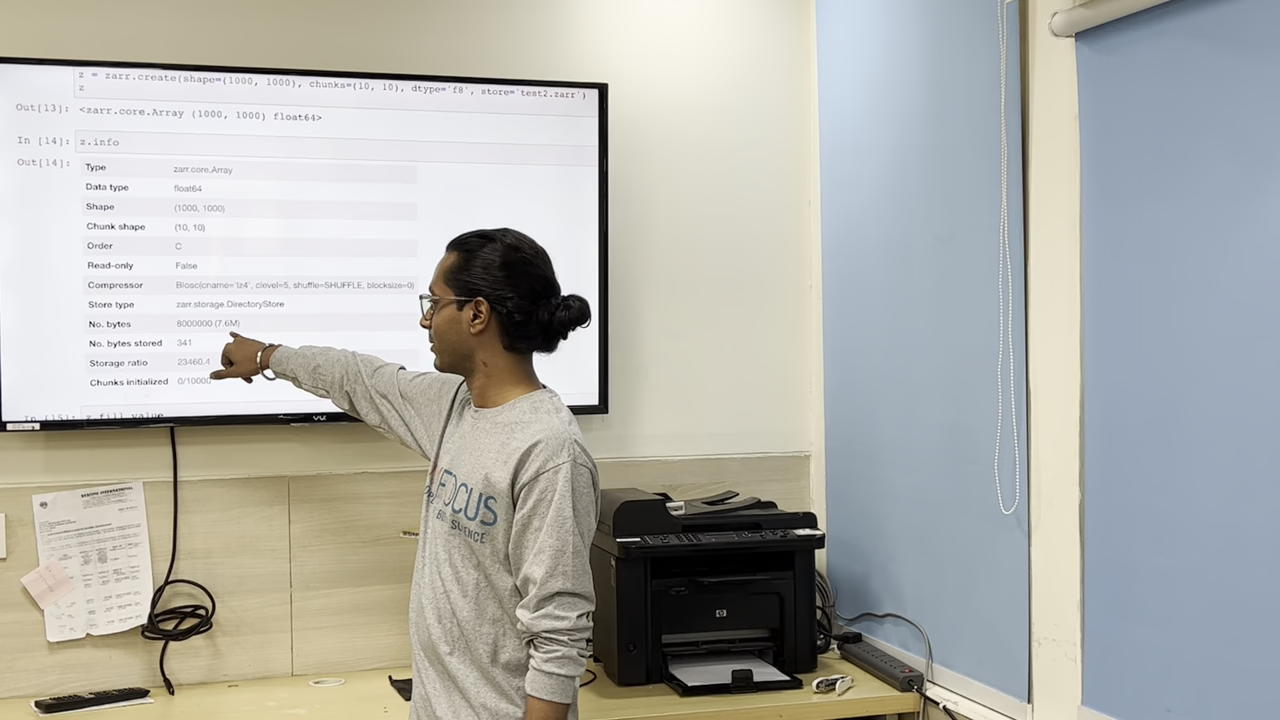 z = zarr.create(shape=(1000, 1000), chunks=(10, 10), dtype='f8', store='test2.zarr')
z
Out[13]: <zarr.core.Array (1000, 1000) float64>
In [14]: z.info
Out[14]:
Type zarr.core.Array
Data type float64
Shape (1000, 1000)
Chunk shape (10, 10)
Order C
Read-only False
Compressor Blosc(cname='lz4', clevel=5, shuffle=SHUFFLE, blocksize=0)
Store type zarr.storage.DirectoryStore
No. bytes 8000000 (7.6M)
No. bytes stored 341
Storage ratio 23460.4
Chunks initialized 0/10000
In [15]: z.fill_value
VU
FOCUS
hp